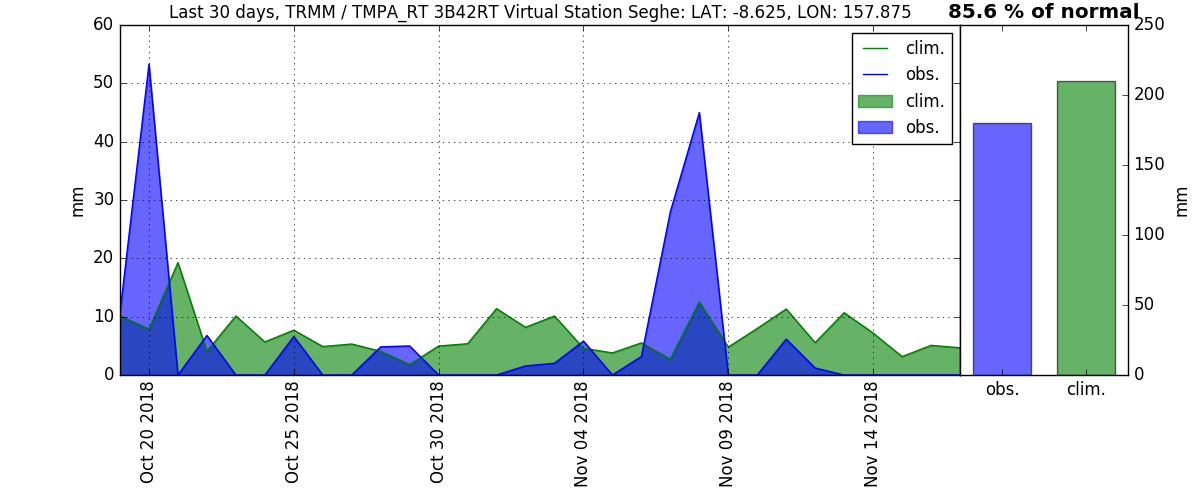 Last 30 days, TRMM / TMPA_RT 3B42RT Virtual Station Seghe: LAT: -8.625, LON: 157.875
85.6 % of normal
60
50
40
30
20
10
0
mm
clim.
obs.
clim.
obs.
Oct 20 2018
Oct 25 2018
Oct 30 2018
Nov 04 2018
Nov 09 2018
Nov 14 2018
250
200
150
100
50
0
mm
obs.
clim.